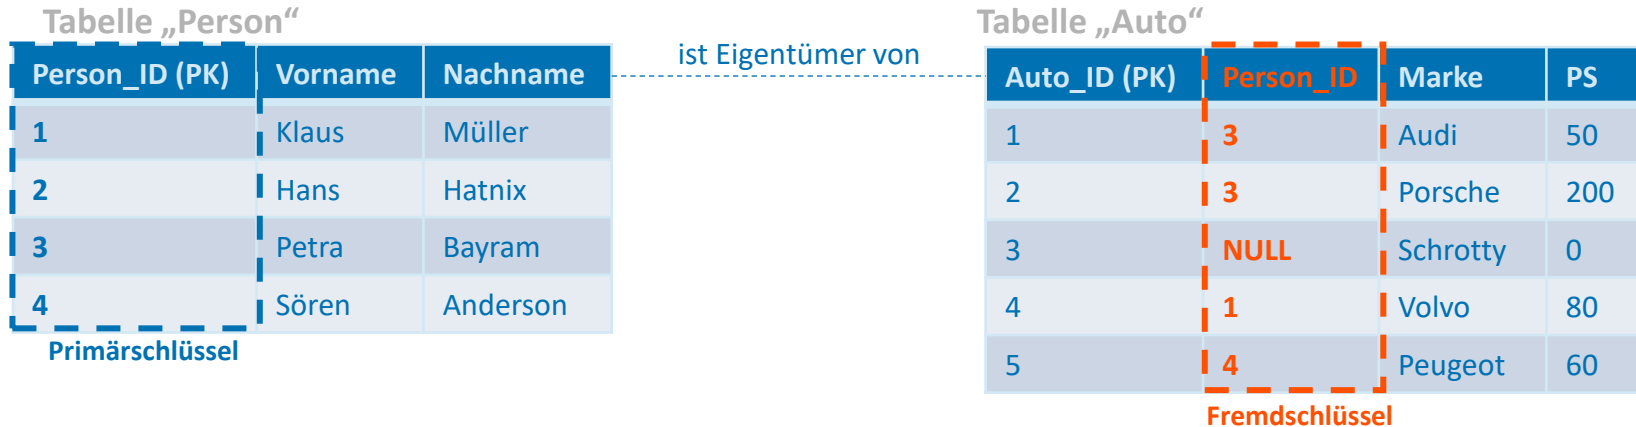 Tabelle „Person“
Person_ID (PK) Vorname Nachname
1 Klaus Müller
2 Hans Hatnix
3 Petra Bayram
4 Sören Anderson
Primärschlüssel
ist Eigentümer von
Tabelle „Auto“
Auto_ID (PK) Person_ID Marke PS
1 3 Audi 50
2 3 Porsche 200
3 NULL Schrotty 0
4 1 Volvo 80
5 4 Peugeot 60
Fremdschlüssel